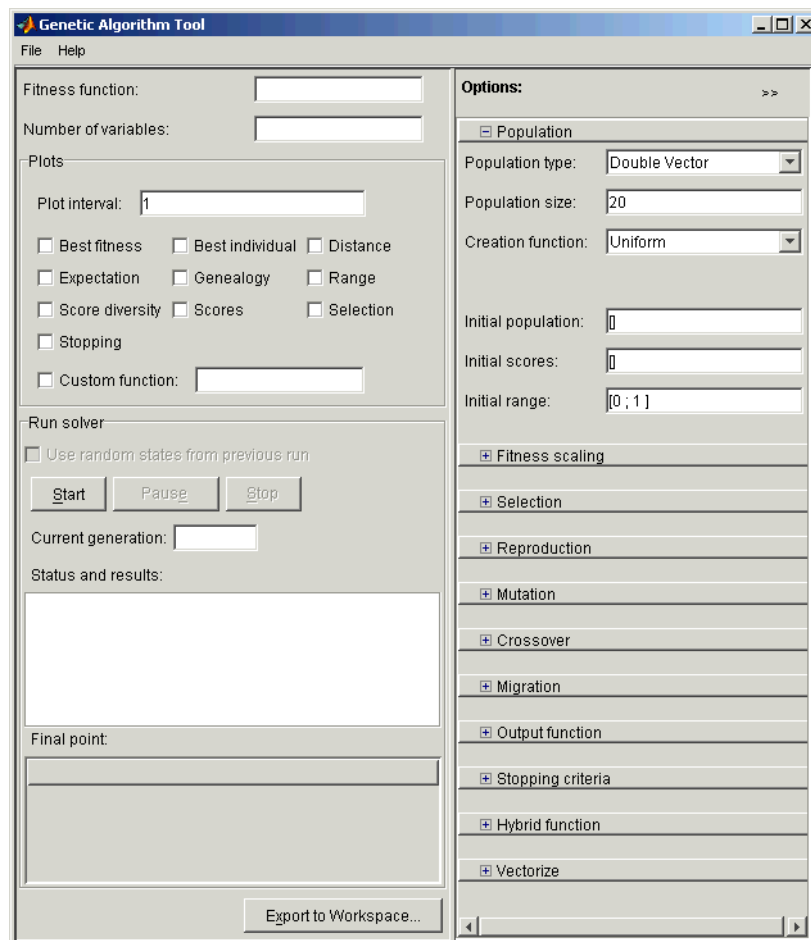 Genetic Algorithm Tool
File Help
Fitness function:
Number of variables:
Plots
Plot interval: 1
Best fitness Best individual Distance
Expectation Genealogy Range
Score diversity Scores Selection
Stopping
Custom function:
Run solver
Use random states from previous run
Start Pause Stop
Current generation:
Status and results:
Final point:
Export to Workspace...
Options: >>
Population
Population type: Double Vector
Population size: 20
Creation function: Uniform
Initial population: []
Initial scores: []
Initial range: [0 ; 1 ]
Fitness scaling
Selection
Reproduction
Mutation
Crossover
Migration
Output function
Stopping criteria
Hybrid function
Vectorize